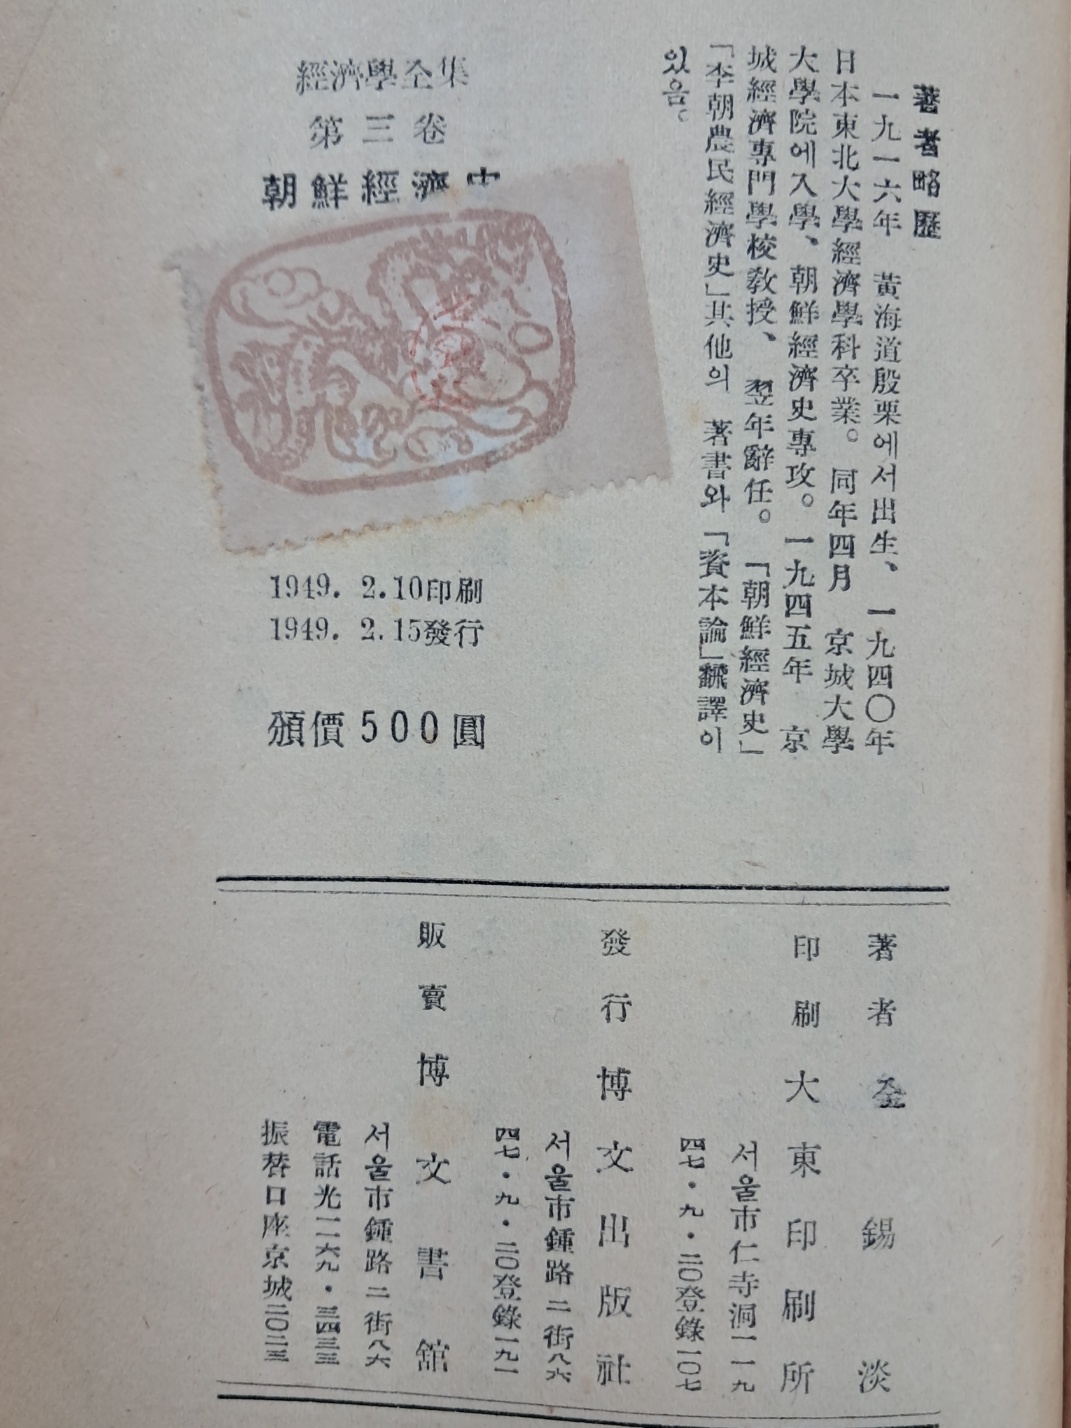 著者略歷
一九一六年 黃海道殷栗에서出生、一九四〇年
日本東北大學經濟學科卒業。同年四月 京城大學
大學院에入學、朝鮮經濟史專攻。一九四五年 京
城經濟專門學校敎授、翌年辭任。「朝鮮經濟史」
「李朝農民經濟史」其他의 著書와「資本論」飜譯이
있음。
經濟學全集
第三卷
朝鮮經濟史
1949. 2.10印刷
1949. 2.15發行
頒價500圓
著者 全錫淡
印刷 大東印刷所
서울市仁寺洞一一九
四七・九・二〇登錄一〇七
發行 博文出版社
서울市鍾路二街八六
四七・九・二〇登錄一九一
販賣 博文書館
서울市鍾路二街八六
電話光二二六九・三四三三
振替口座京城二〇二三